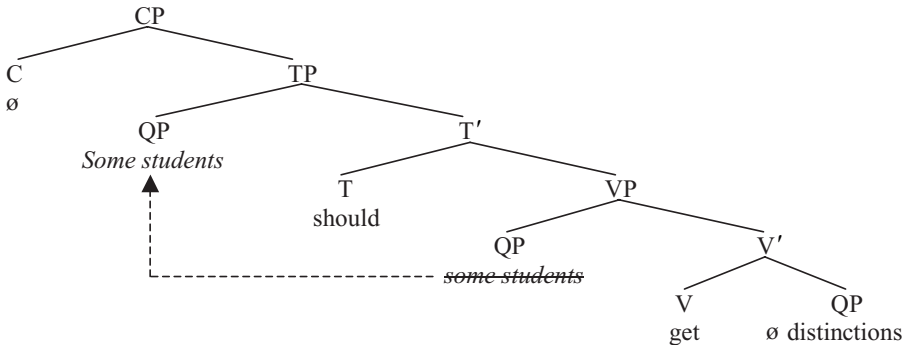 CP
C TP
ø
QP T′
Some students
T VP
should
QP V′
some students
V QP
get ø distinctions